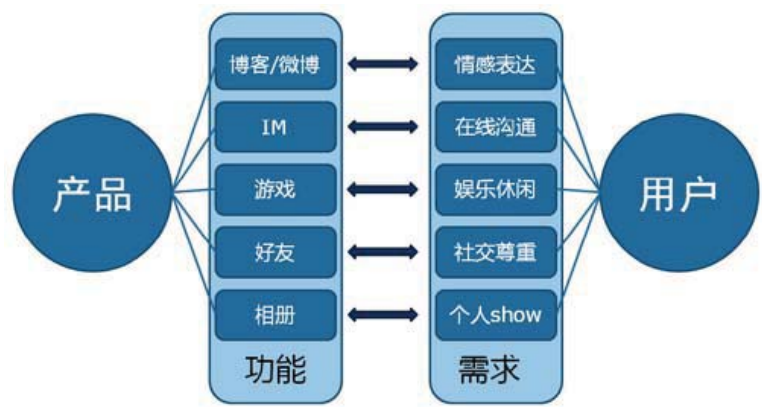 产品
博客/微博
IM
游戏
好友
相册
功能
情感表达
在线沟通
娱乐休闲
社交尊重
个人show
需求
用户